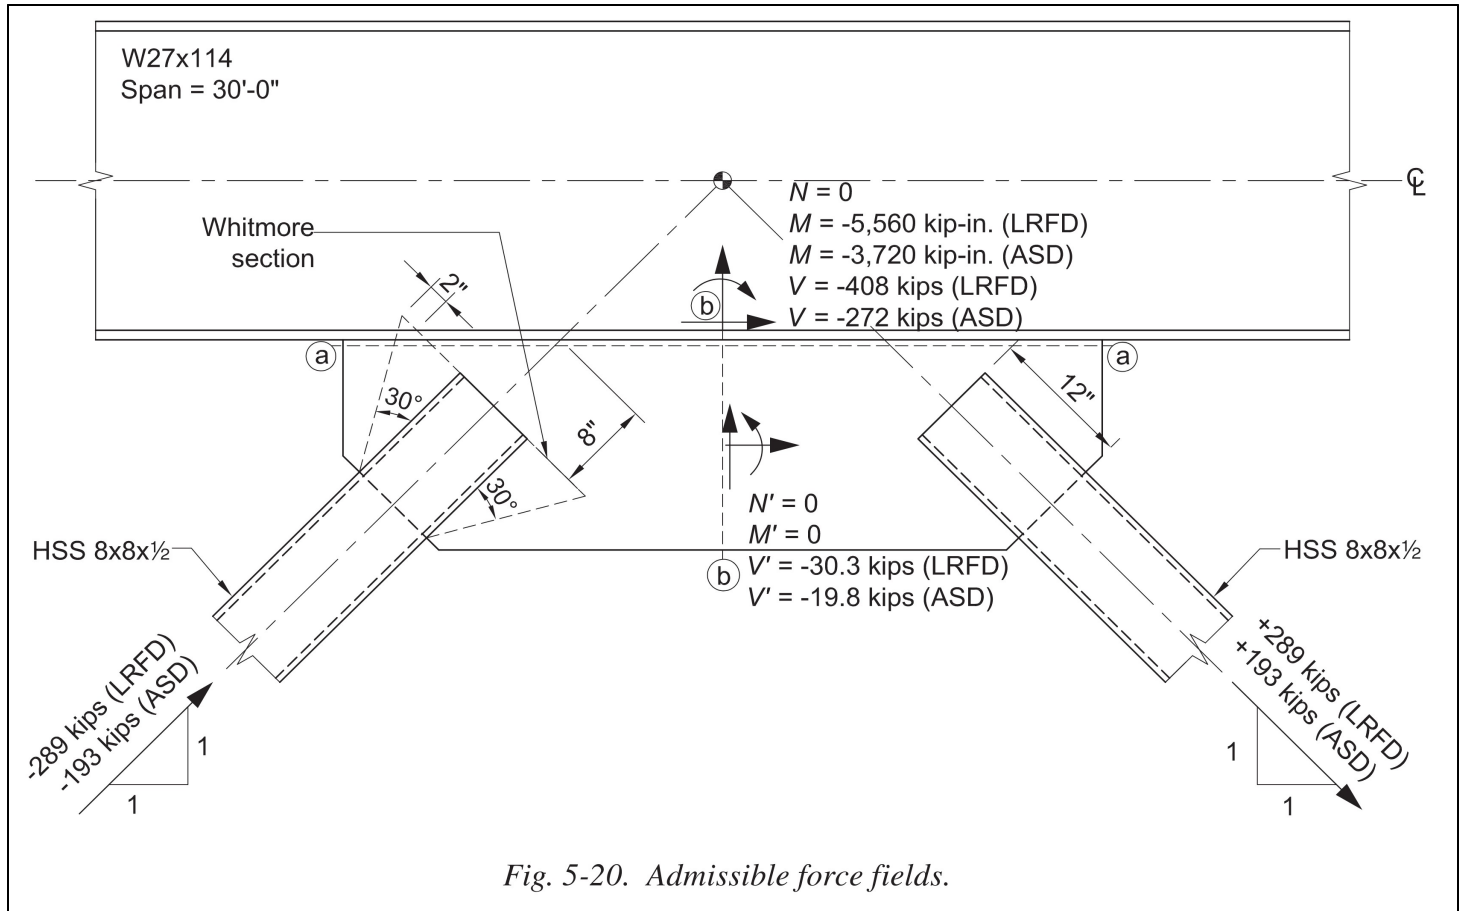 W27x114
Span = 30'-0"
℄
N = 0
M = -5,560 kip-in. (LRFD)
M = -3,720 kip-in. (ASD)
V = -408 kips (LRFD)
V = -272 kips (ASD)
Whitmore
section
2"
b
a
a
30°
8"
12"
30°
N' = 0
M' = 0
V' = -30.3 kips (LRFD)
V' = -19.8 kips (ASD)
b
HSS 8x8x½
HSS 8x8x½
-289 kips (LRFD)
-193 kips (ASD)
1
1
+289 kips (LRFD)
+193 kips (ASD)
1
1
Fig. 5-20. Admissible force fields.